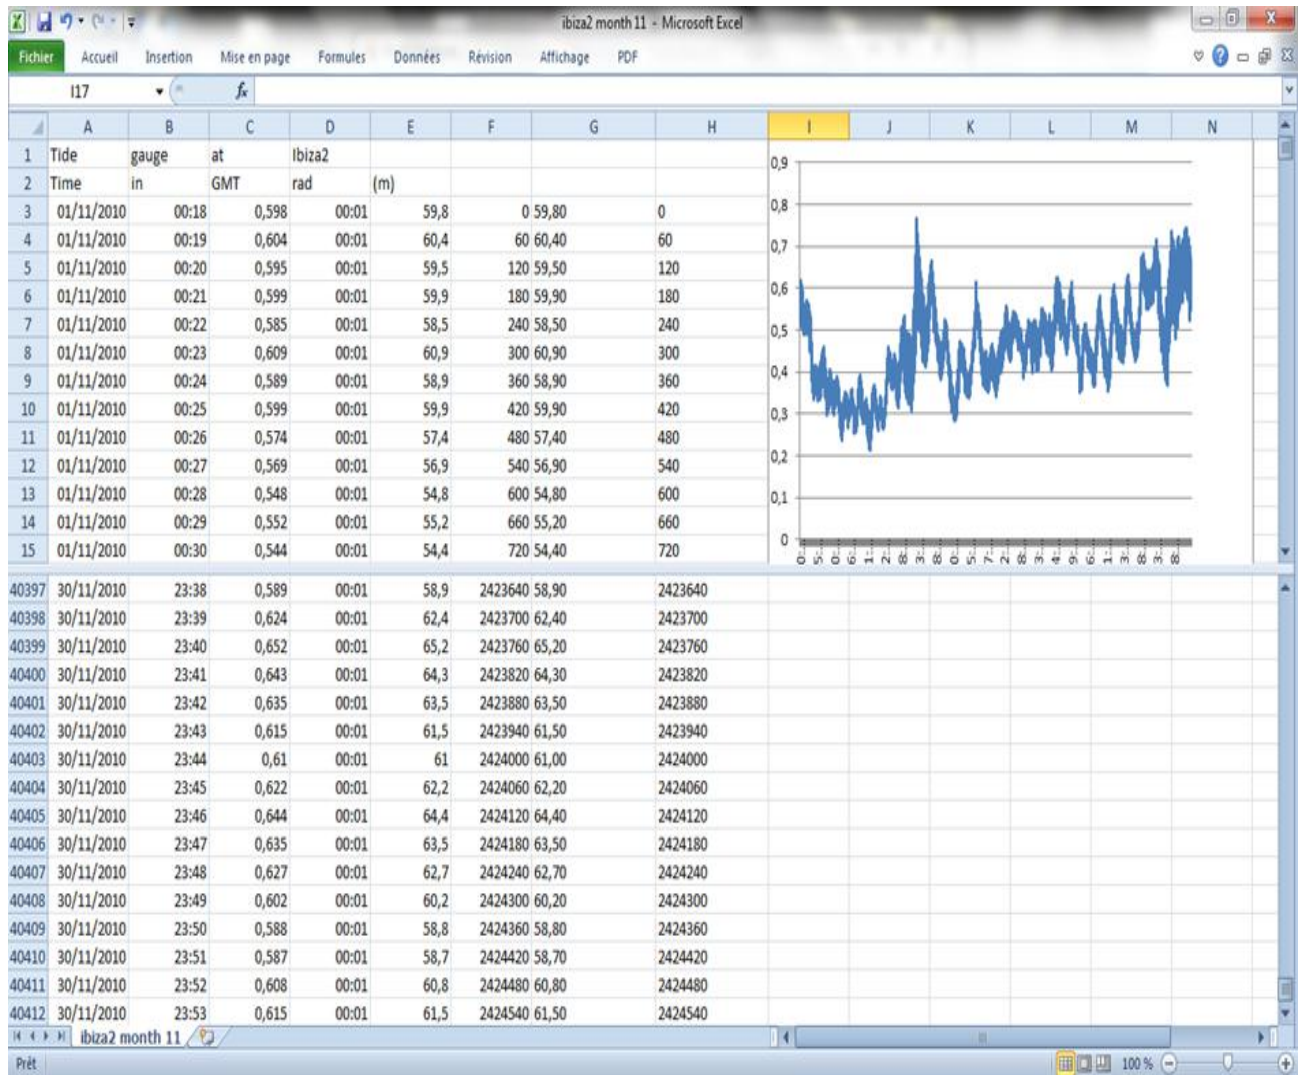 ibiza2 month 11 - Microsoft Excel
Fichier Accueil Insertion Mise en page Formules Données Révision Affichage PDF
I17 fx
A B C D E F G H I J K L M N
1 Tide gauge at Ibiza2
2 Time in GMT rad (m)
3 01/11/2010 00:18 0,598 00:01 59,8 0 59,80 0
4 01/11/2010 00:19 0,604 00:01 60,4 60 60,40 60
5 01/11/2010 00:20 0,595 00:01 59,5 120 59,50 120
6 01/11/2010 00:21 0,599 00:01 59,9 180 59,90 180
7 01/11/2010 00:22 0,585 00:01 58,5 240 58,50 240
8 01/11/2010 00:23 0,609 00:01 60,9 300 60,90 300
9 01/11/2010 00:24 0,589 00:01 58,9 360 58,90 360
10 01/11/2010 00:25 0,599 00:01 59,9 420 59,90 420
11 01/11/2010 00:26 0,574 00:01 57,4 480 57,40 480
12 01/11/2010 00:27 0,569 00:01 56,9 540 56,90 540
13 01/11/2010 00:28 0,548 00:01 54,8 600 54,80 600
14 01/11/2010 00:29 0,552 00:01 55,2 660 55,20 660
15 01/11/2010 00:30 0,544 00:01 54,4 720 54,40 720
0,9
0,8
0,7
0,6
0,5
0,4
0,3
0,2
0,1
0
40397 30/11/2010 23:38 0,589 00:01 58,9 2423640 58,90 2423640
40398 30/11/2010 23:39 0,624 00:01 62,4 2423700 62,40 2423700
40399 30/11/2010 23:40 0,652 00:01 65,2 2423760 65,20 2423760
40400 30/11/2010 23:41 0,643 00:01 64,3 2423820 64,30 2423820
40401 30/11/2010 23:42 0,635 00:01 63,5 2423880 63,50 2423880
40402 30/11/2010 23:43 0,615 00:01 61,5 2423940 61,50 2423940
40403 30/11/2010 23:44 0,61 00:01 61 2424000 61,00 2424000
40404 30/11/2010 23:45 0,622 00:01 62,2 2424060 62,20 2424060
40405 30/11/2010 23:46 0,644 00:01 64,4 2424120 64,40 2424120
40406 30/11/2010 23:47 0,635 00:01 63,5 2424180 63,50 2424180
40407 30/11/2010 23:48 0,627 00:01 62,7 2424240 62,70 2424240
40408 30/11/2010 23:49 0,602 00:01 60,2 2424300 60,20 2424300
40409 30/11/2010 23:50 0,588 00:01 58,8 2424360 58,80 2424360
40410 30/11/2010 23:51 0,587 00:01 58,7 2424420 58,70 2424420
40411 30/11/2010 23:52 0,608 00:01 60,8 2424480 60,80 2424480
40412 30/11/2010 23:53 0,615 00:01 61,5 2424540 61,50 2424540
ibiza2 month 11
Prêt 100 %